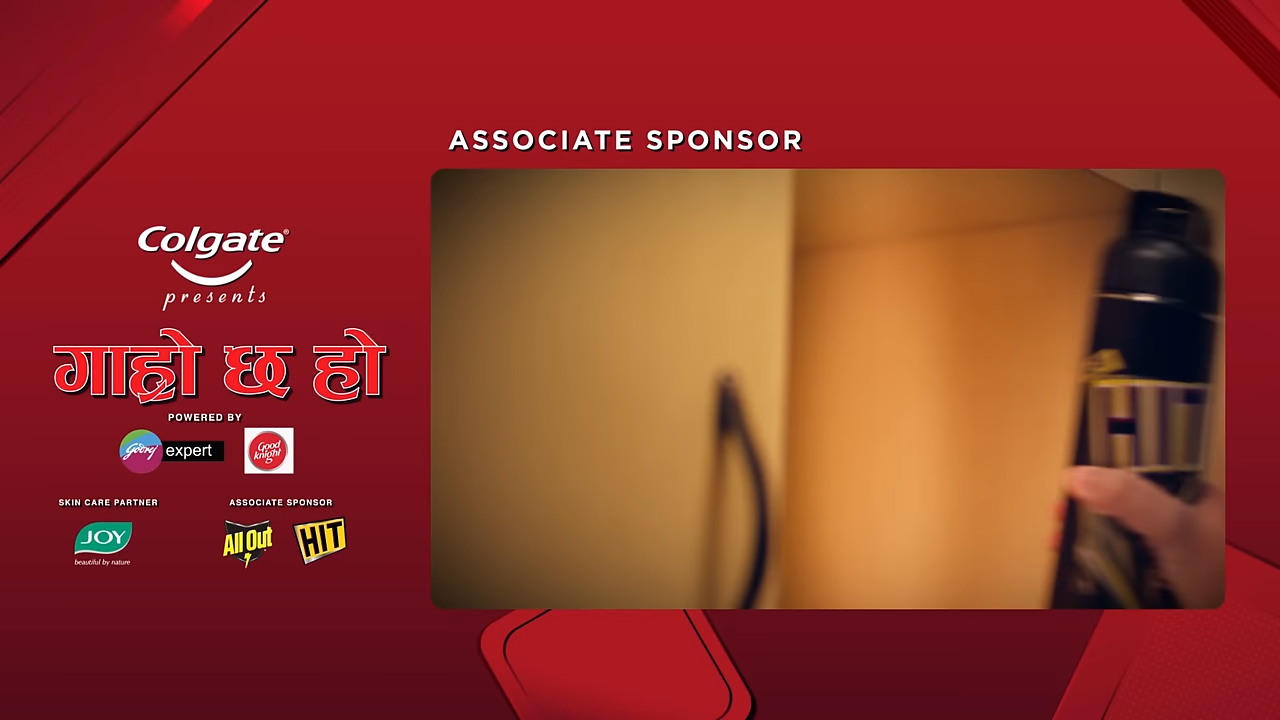 ASSOCIATE SPONSOR
Colgate®
presents
गाह्रो छ हो
POWERED BY
Godrej expert
Good knight
SKIN CARE PARTNER
ASSOCIATE SPONSOR
JOY
beautiful by nature
All Out
HIT